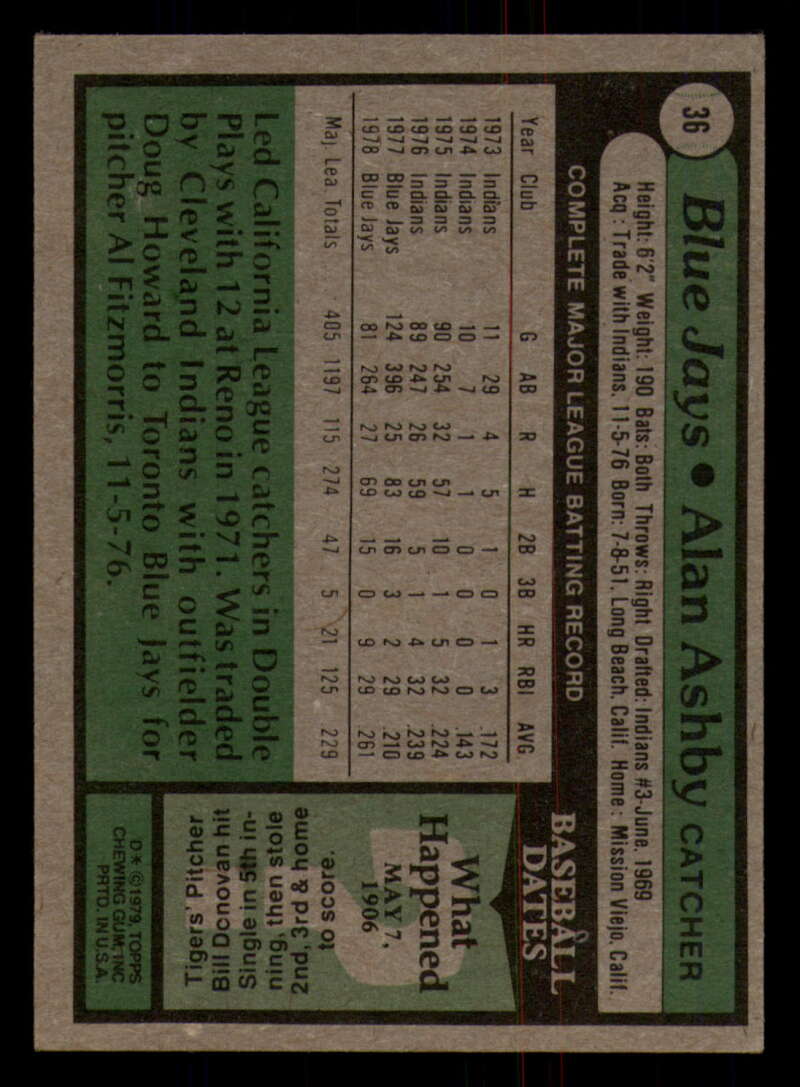 36
Blue Jays • Alan Ashby CATCHER
Height: 6'2" Weight: 190 Bats: Both Throws: Right Drafted: Indians #3-June, 1969
Acq: Trade with Indians, 11-5-76 Born: 7-8-51, Long Beach, Calif. Home: Mission Viejo, Calif.
COMPLETE MAJOR LEAGUE BATTING RECORD
Year Club G AB R H 2B 3B HR RBI AVG.
1973 Indians 11 29 4 5 1 0 1 3 .172
1974 Indians 10 7 1 1 0 0 0 0 .143
1975 Indians 90 254 32 57 10 1 5 32 .224
1976 Indians 89 247 26 59 5 1 4 32 .239
1977 Blue Jays 124 396 25 83 16 3 2 29 .210
1978 Blue Jays 81 264 27 69 15 0 9 29 .261
Maj. Lea. Totals 405 1197 115 274 47 5 21 125 .229
Led California League catchers in Double
Plays with 12 at Reno in 1971. Was traded
by Cleveland Indians with outfielder
Doug Howard to Toronto Blue Jays for
pitcher Al Fitzmorris, 11-5-76.
BASEBALL
DATES
What
Happened
MAY 7,
1906
Tigers' Pitcher
Bill Donovan hit
Single in 5th in-
ning, then stole
2nd, 3rd & home
to score.
D* © 1979, TOPPS
CHEWING GUM, INC
PRTD. IN U.S.A.